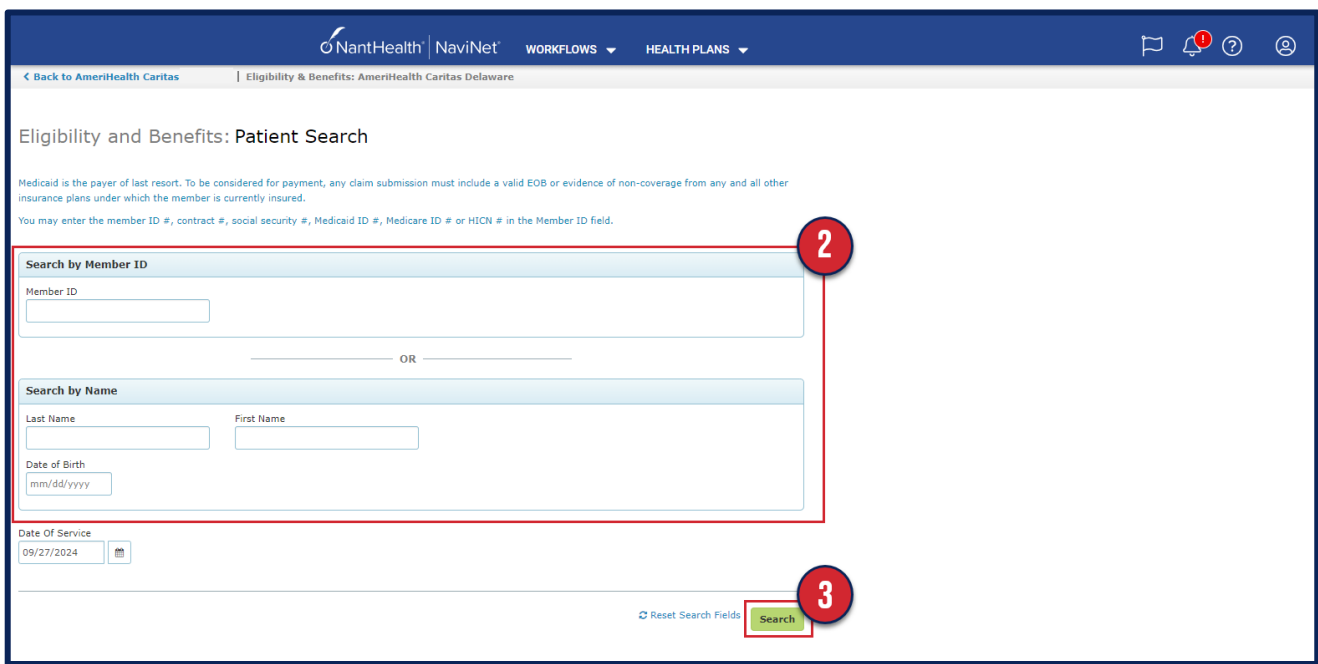 NantHealth® | NaviNet® WORKFLOWS HEALTH PLANS !
Back to AmeriHealth Caritas | Eligibility & Benefits: AmeriHealth Caritas Delaware
Eligibility and Benefits: Patient Search
Medicaid is the payer of last resort. To be considered for payment, any claim submission must include a valid EOB or evidence of non-coverage from any and all other
insurance plans under which the member is currently insured.
You may enter the member ID #, contract #, social security #, Medicaid ID #, Medicare ID # or HICN # in the Member ID field.
2
Search by Member ID
Member ID
OR
Search by Name
Last Name First Name
Date of Birth
mm/dd/yyyy
Date Of Service
09/27/2024
3
Reset Search Fields Search